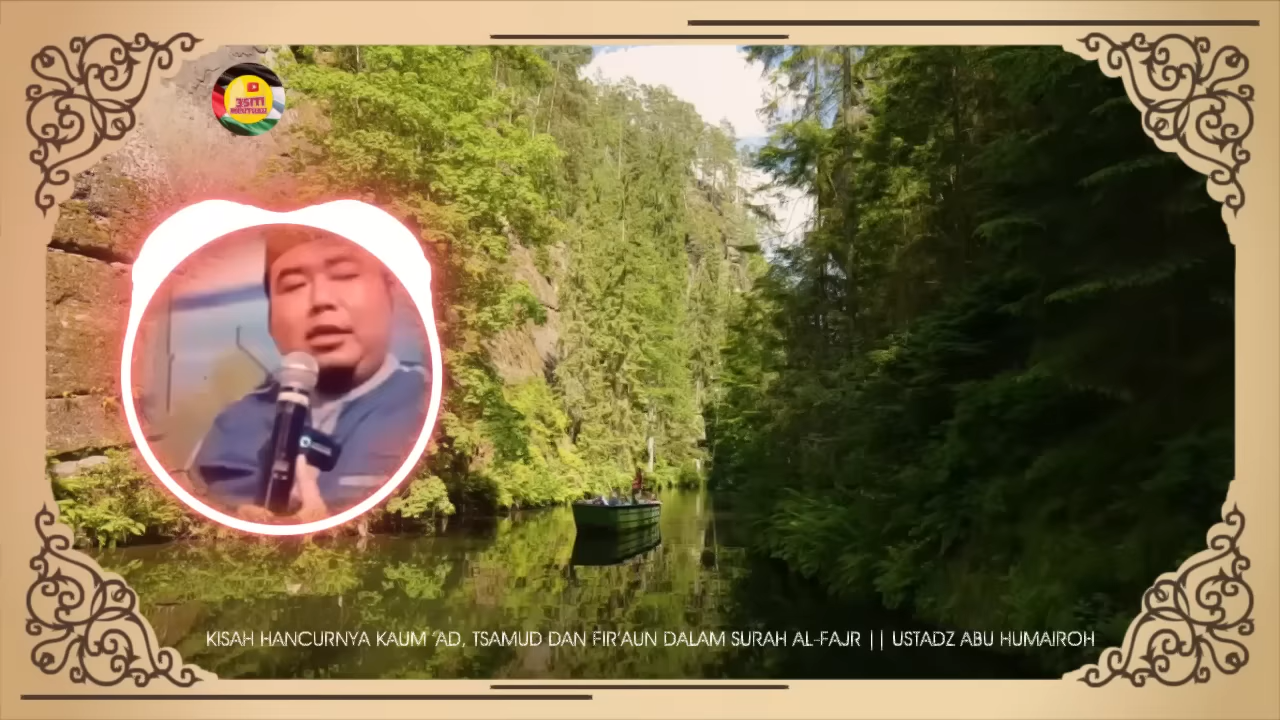 KISAH HANCURNYA KAUM 'AD, TSAMUD DAN FIR'AUN DALAM SURAH AL-FAJR || USTADZ ABU HUMAIROH